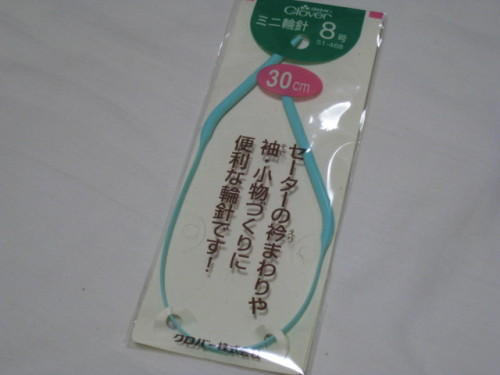 Clover
ミニ輪針 8号
51-468
30cm
セーターの衿まわりや
袖・小物づくりに
便利な輪針です！
クロバー株式会社